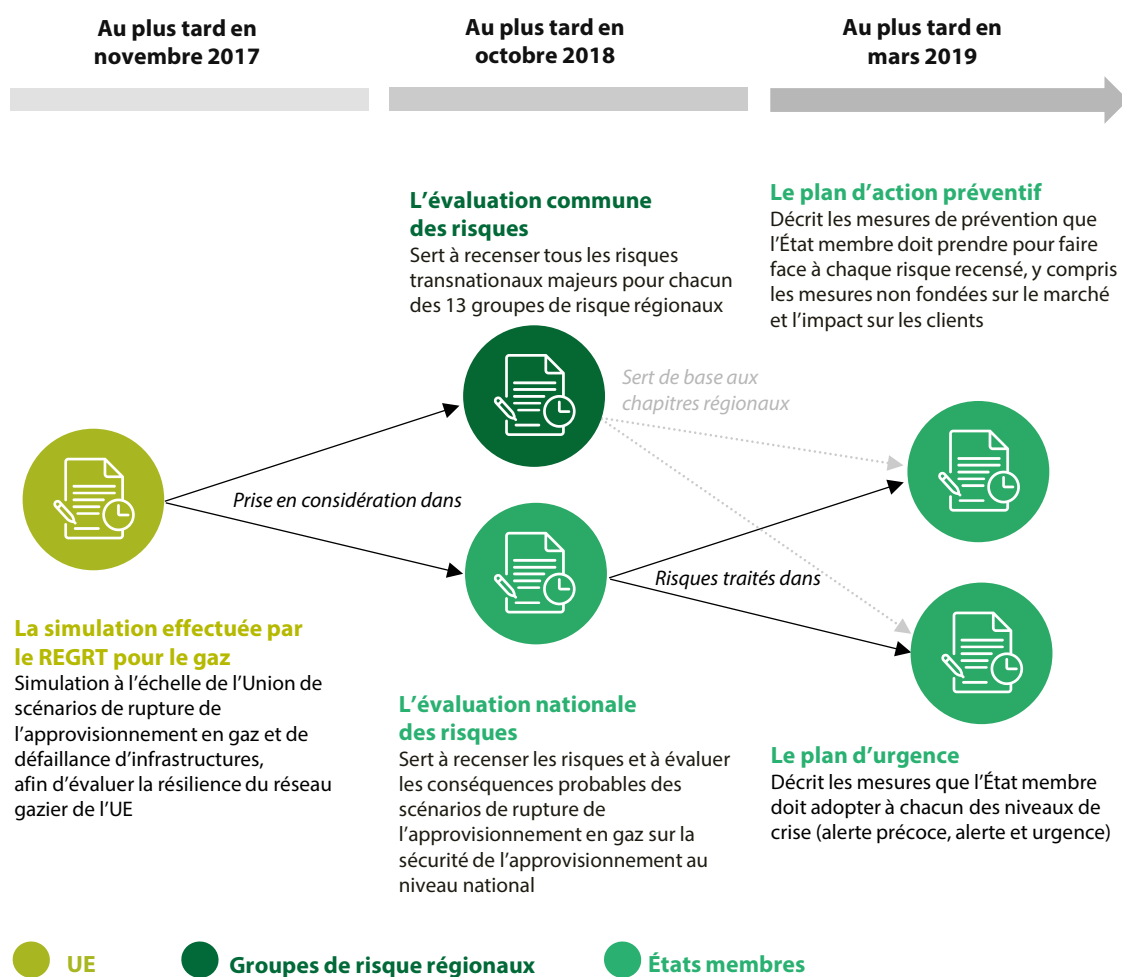 Au plus tard en
novembre 2017
Au plus tard en
octobre 2018
Au plus tard en
mars 2019
L'évaluation commune
des risques
Sert à recenser tous les risques
transnationaux majeurs pour chacun
des 13 groupes de risque régionaux
Le plan d'action préventif
Décrit les mesures de prévention que
l'État membre doit prendre pour faire
face à chaque risque recensé, y compris
les mesures non fondées sur le marché
et l'impact sur les clients
Sert de base aux
chapitres régionaux
Prise en considération dans
Risques traités dans
La simulation effectuée par
le REGRT pour le gaz
Simulation à l'échelle de l'Union de
scénarios de rupture de
l'approvisionnement en gaz et de
défaillance d'infrastructures,
afin d'évaluer la résilience du réseau
gazier de l'UE
L'évaluation nationale
des risques
Sert à recenser les risques et à évaluer
les conséquences probables des
scénarios de rupture de
l'approvisionnement en gaz sur la
sécurité de l'approvisionnement au
niveau national
Le plan d'urgence
Décrit les mesures que l'État membre
doit adopter à chacun des niveaux de
crise (alerte précoce, alerte et urgence)
UE
Groupes de risque régionaux
États membres